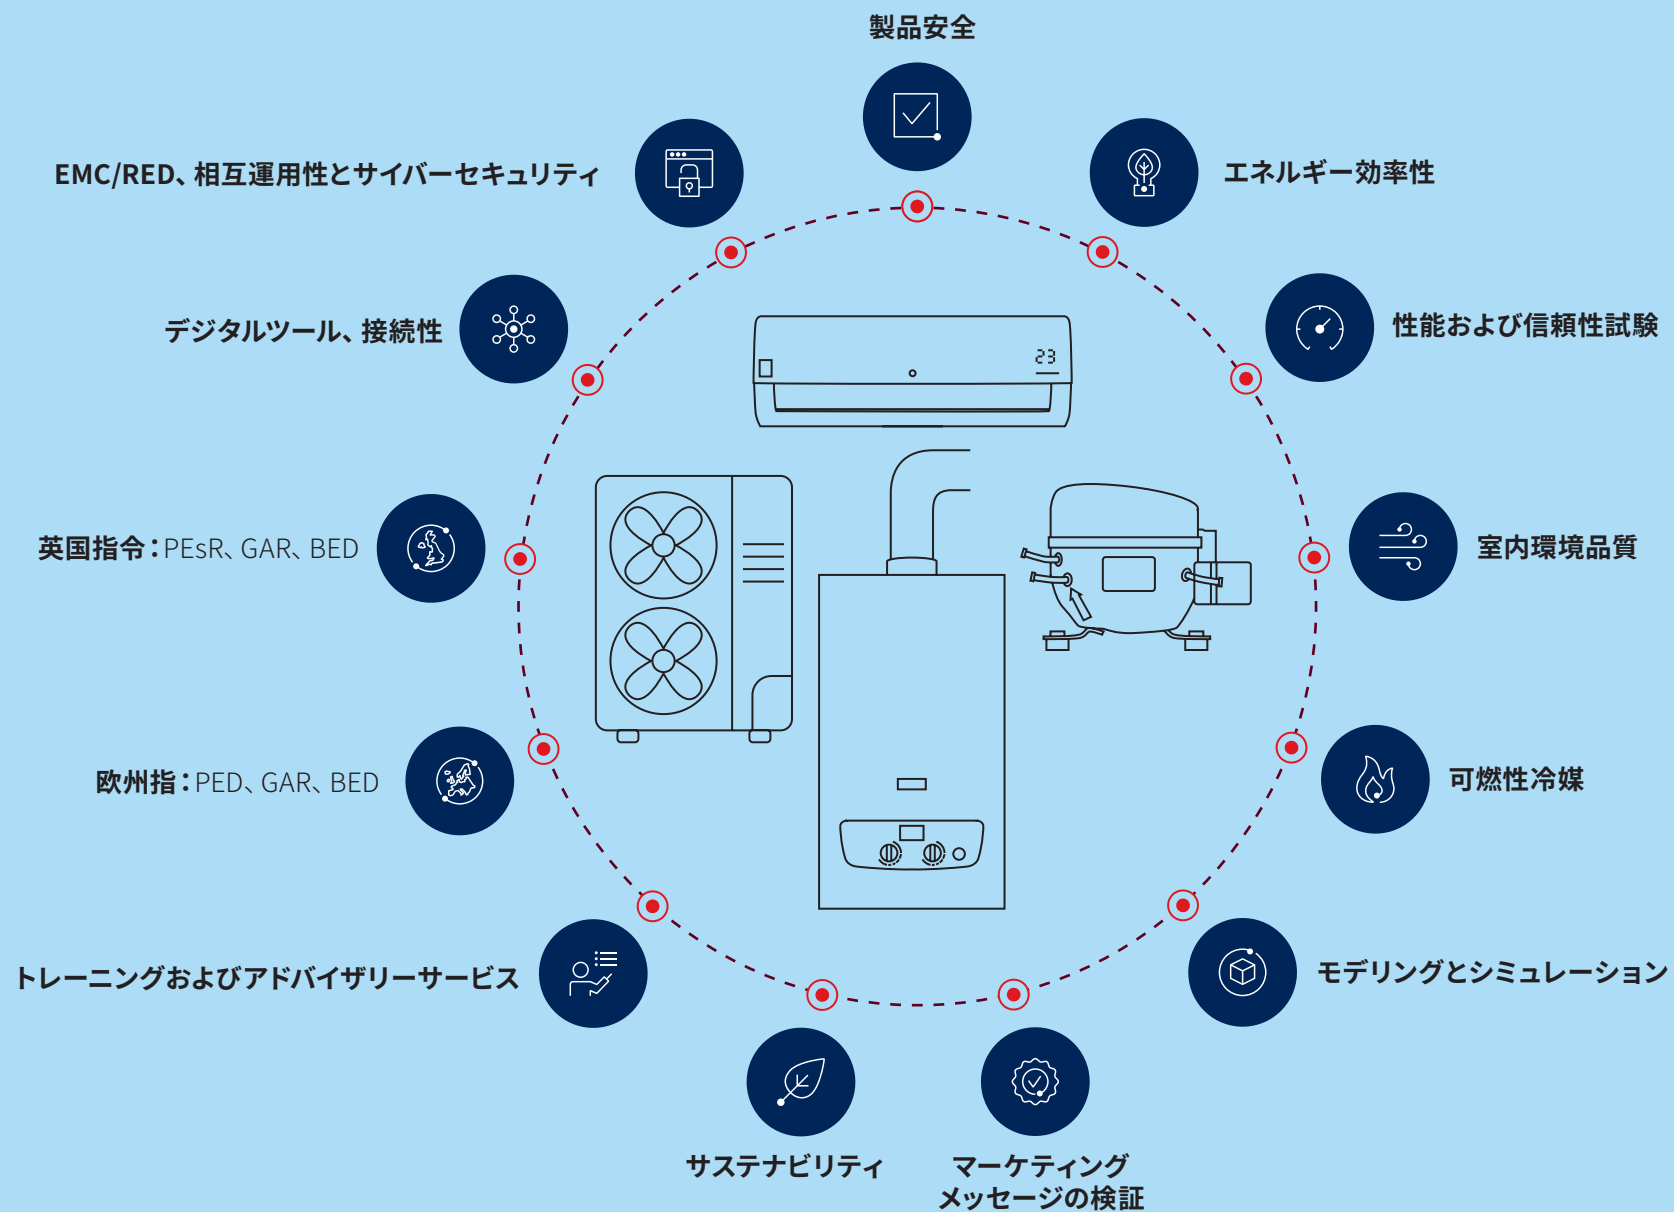 製品安全
EMC/RED、相互運用性とサイバーセキュリティ
エネルギー効率性
デジタルツール、接続性
性能および信頼性試験
23
英国指令：PEsR、GAR、BED
室内環境品質
欧州指：PED、GAR、BED
可燃性冷媒
トレーニングおよびアドバイザリーサービス
モデリングとシミュレーション
サステナビリティ
マーケティング
メッセージの検証